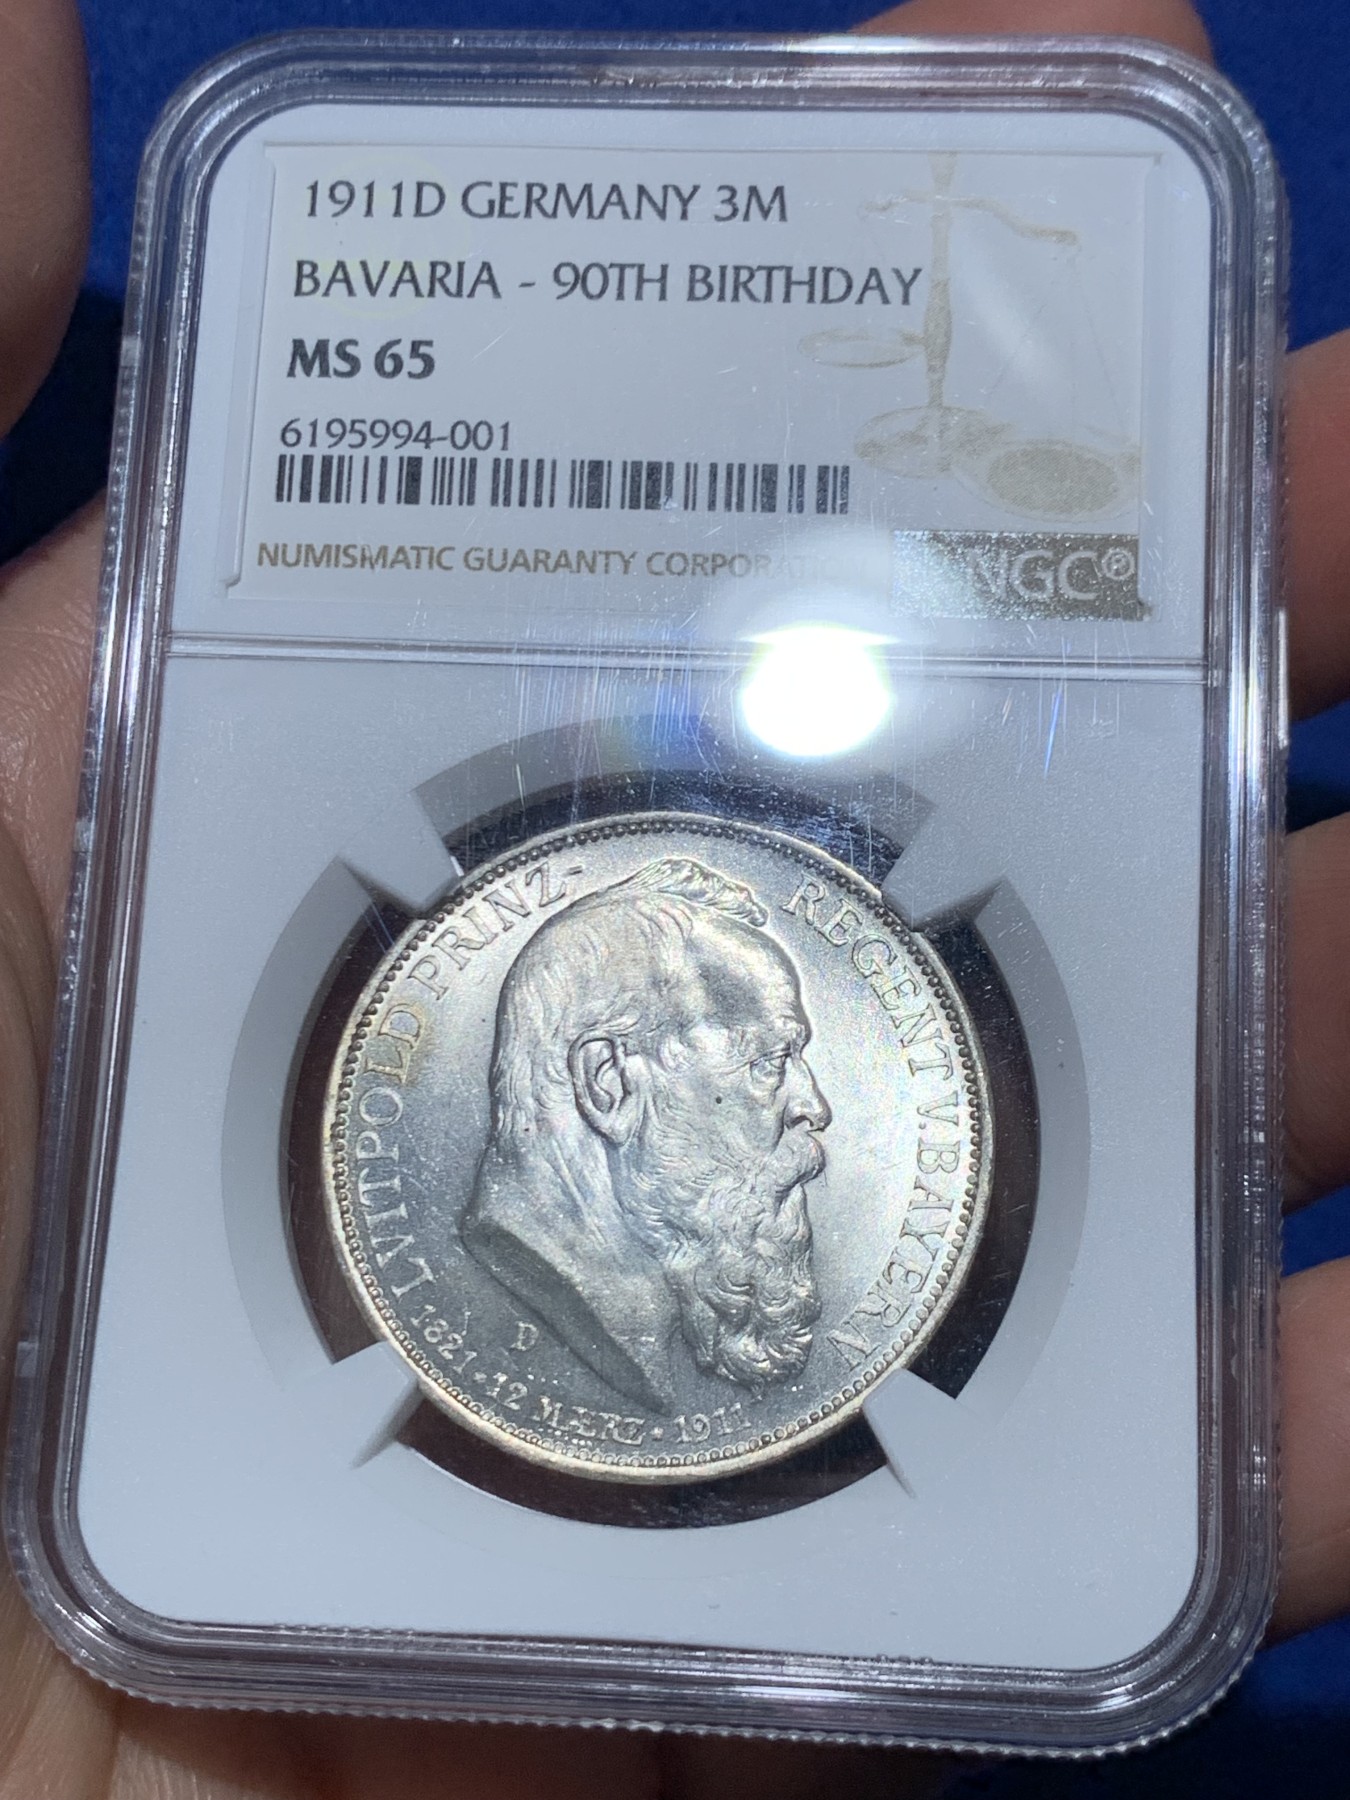 1911D GERMANY 3M
BAVARIA - 90TH BIRTHDAY
MS 65
6195994-001
NUMISMATIC GUARANTY CORPORATION
NGC®
LVITPOLD PRINZ-REGENT V. BAYERN
D
1821 · 12 MÆRZ · 1911